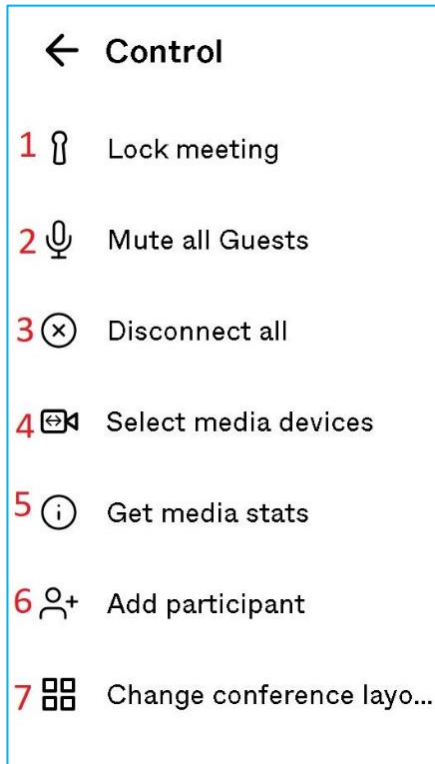 Control
1 Lock meeting
2 Mute all Guests
3 Disconnect all
4 Select media devices
5 Get media stats
6 Add participant
7 Change conference layo...